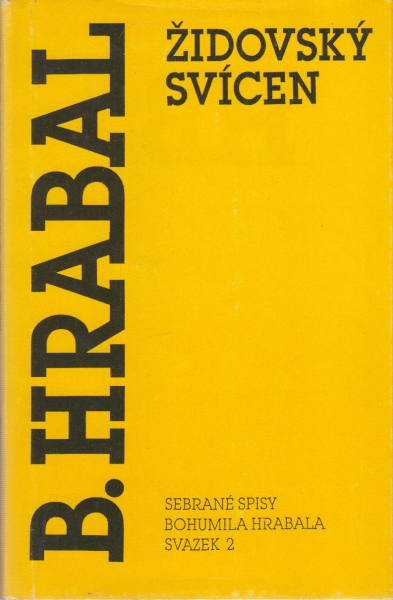 B. HRABAL
ŽIDOVSKÝ
SVÍCEN
SEBRANÉ SPISY
BOHUMILA HRABALA
SVAZEK 2